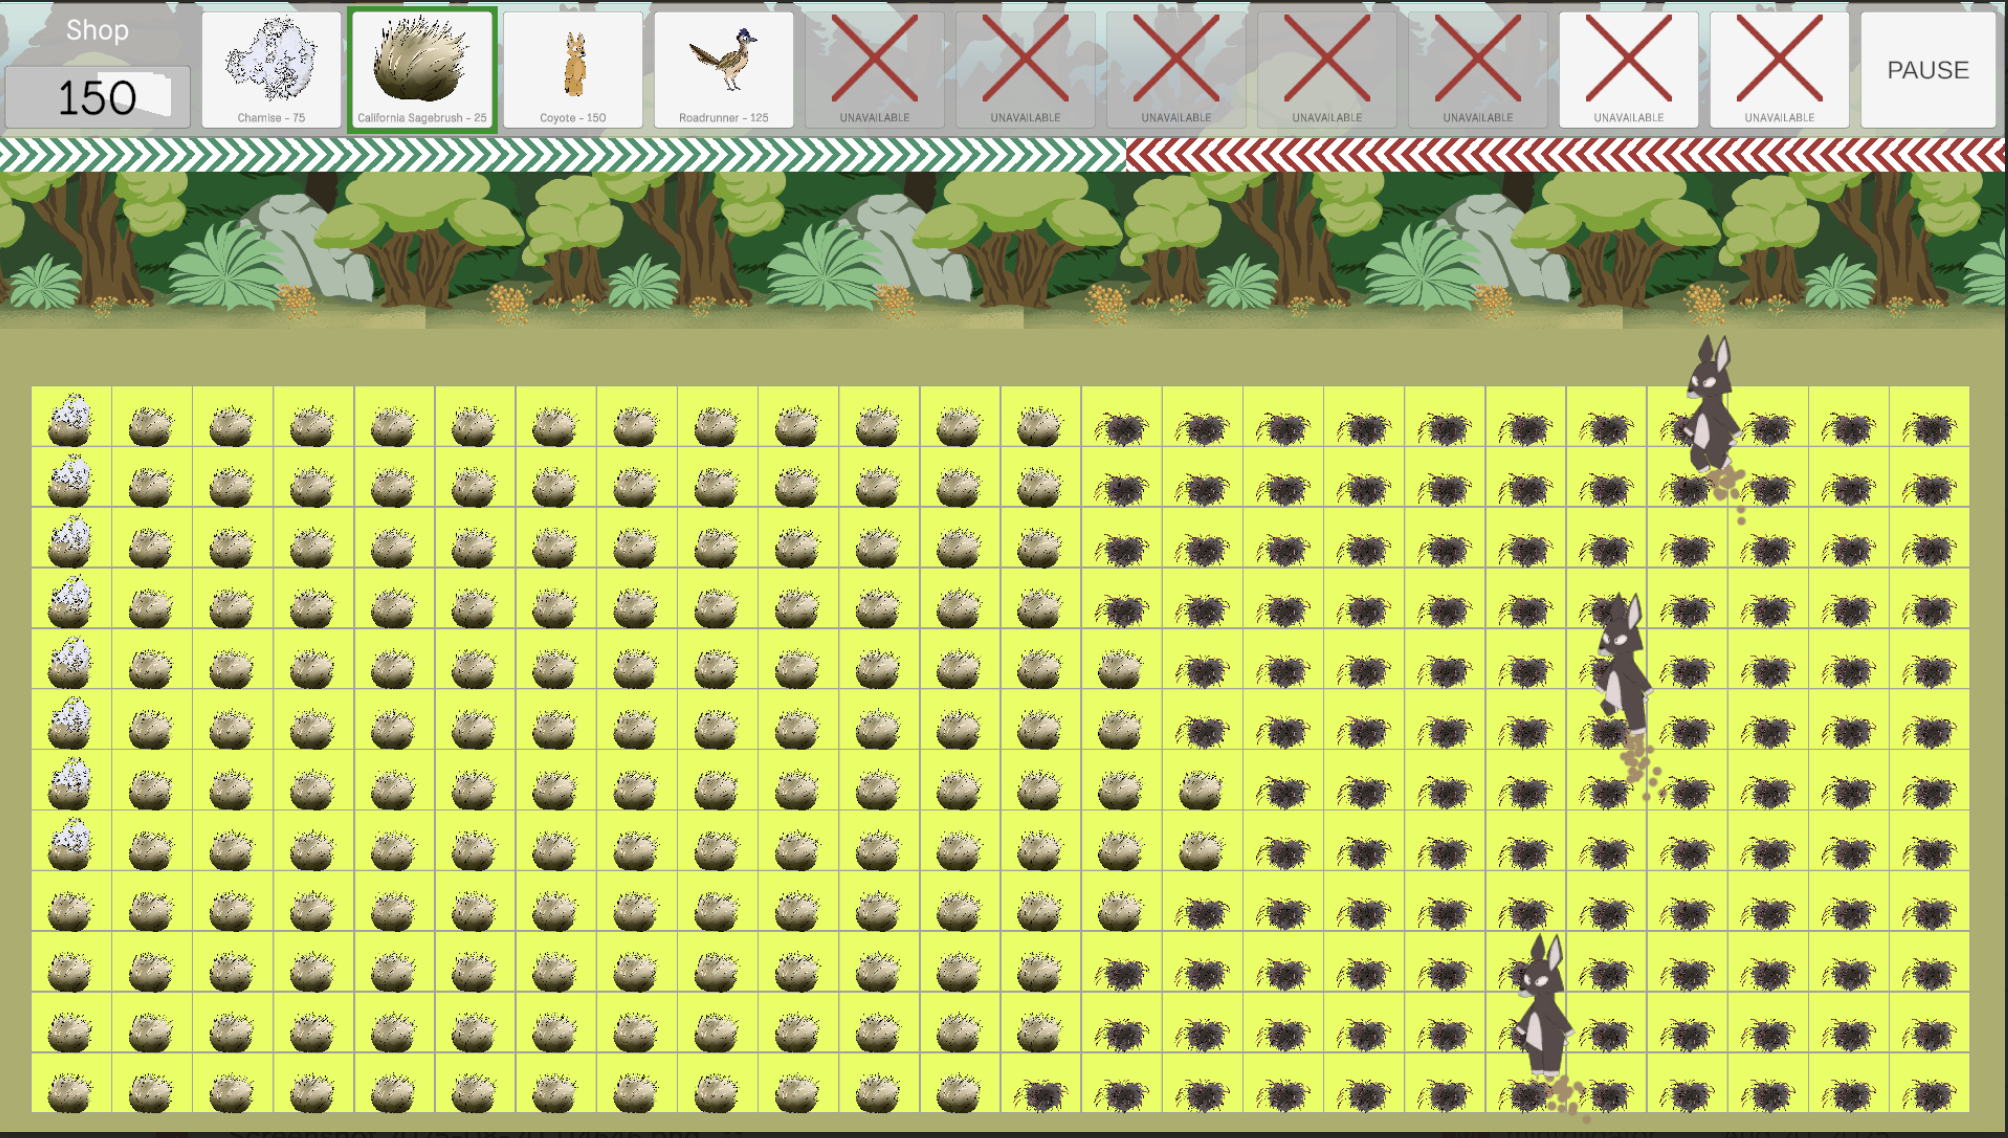 Shop
150
Chamise - 75
California Sagebrush - 25
Coyote - 150
Roadrunner - 125
UNAVAILABLE
UNAVAILABLE
UNAVAILABLE
UNAVAILABLE
UNAVAILABLE
UNAVAILABLE
UNAVAILABLE
PAUSE